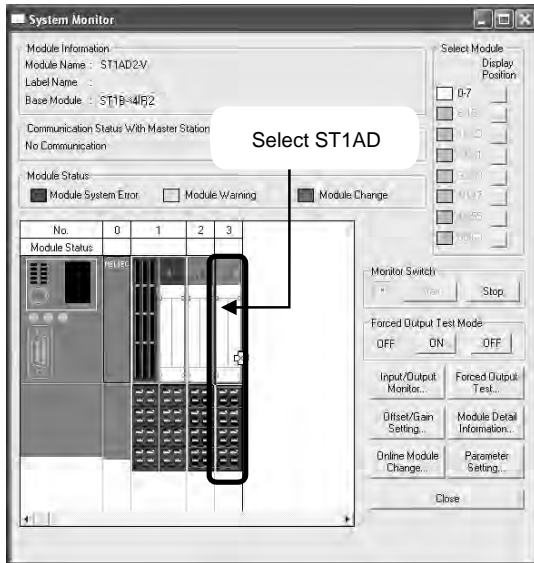 System Monitor
Module Information
Module Name : ST1AD2-V
Label Name :
Base Module : ST1B-S4IR2
Communication Status With Master Station
No Communication
Module Status
Module System Error
Module Warning
Module Change
Select ST1AD
Select Module
Display
Position
0-7
No. 0 1 2 3
Module Status
MELSEC
Monitor Switch
Stop
Forced Output Test Mode
OFF ON OFF
Input/Output
Monitor...
Forced Output
Test...
Offset/Gain
Setting...
Module Detail
Information...
Online Module
Change...
Parameter
Setting...
Close